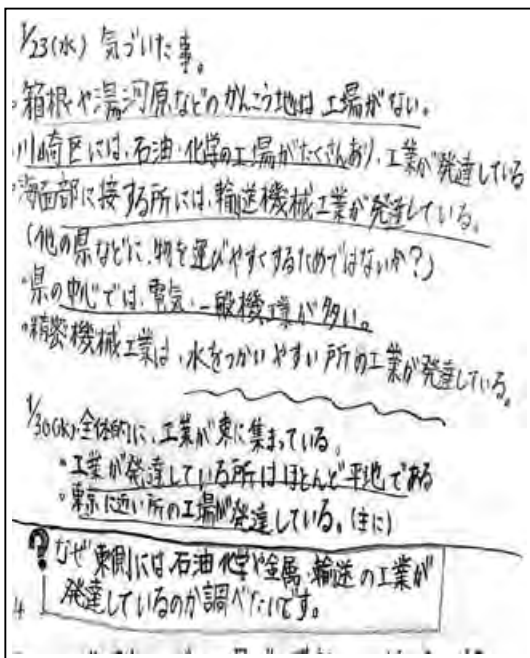 1/23(水) 気づいた事。
・箱根や湯河原などのかんこう地は工場がない。
・川崎区には、石油・化学の工場がたくさんあり、工業が発達している
・海面部に接する所には、輸送機械工業が発達している。
(他の県などに、物を運びやすくするためではないか?)
・県の中心では、電気・一般機工業が多い。
・精密機械工業は、水をつかいやすい所の工業が発達している。
1/30(水)全体的に、工業が東に集まっている。
・工業が発達している所はほとんど平地である
・東京に近い所の工場が発達している。(主に)
? なぜ東側には石油化学や金属・輸送の工業が
発達しているのか調べたいです。